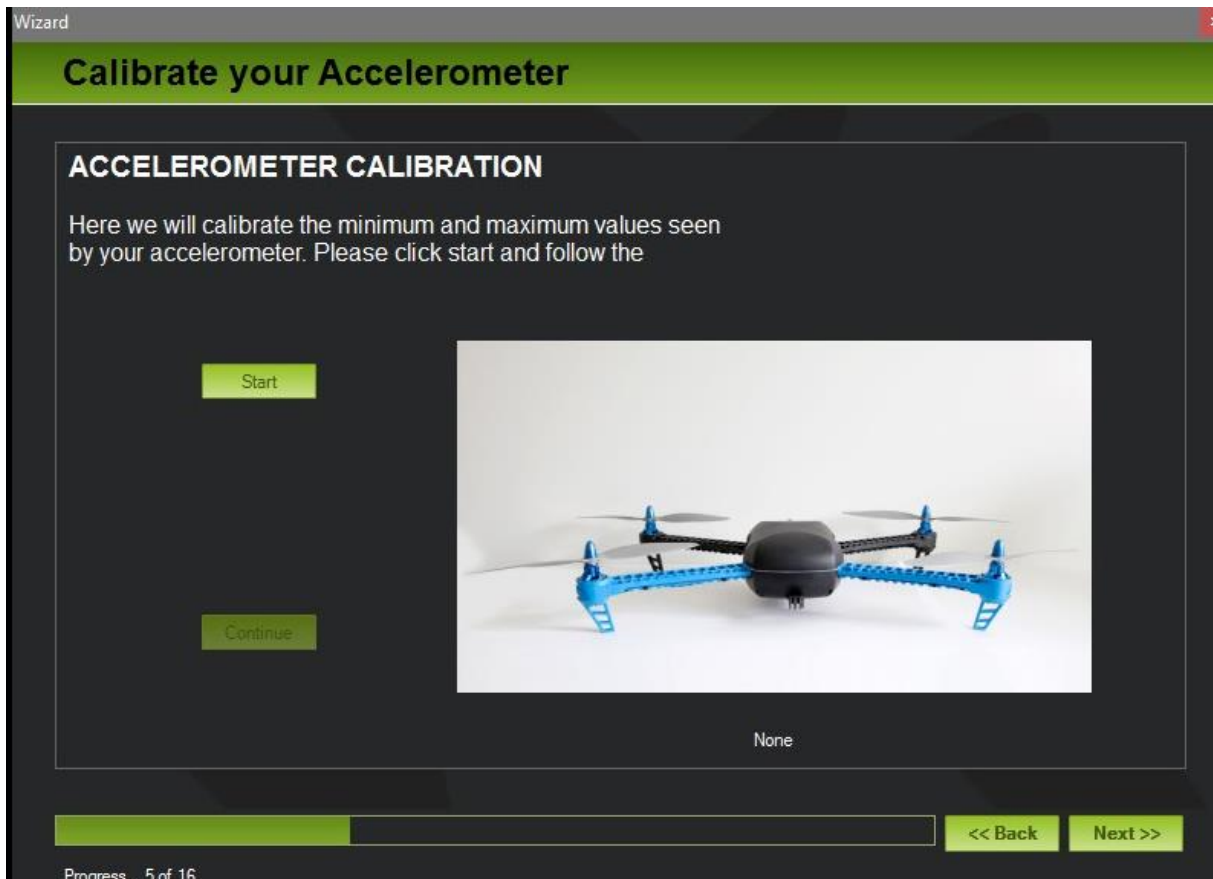 Wizard
Calibrate your Accelerometer
ACCELEROMETER CALIBRATION
Here we will calibrate the minimum and maximum values seen
by your accelerometer. Please click start and follow the
Start
Continue
None
<< Back Next >>
Progress 5 of 16